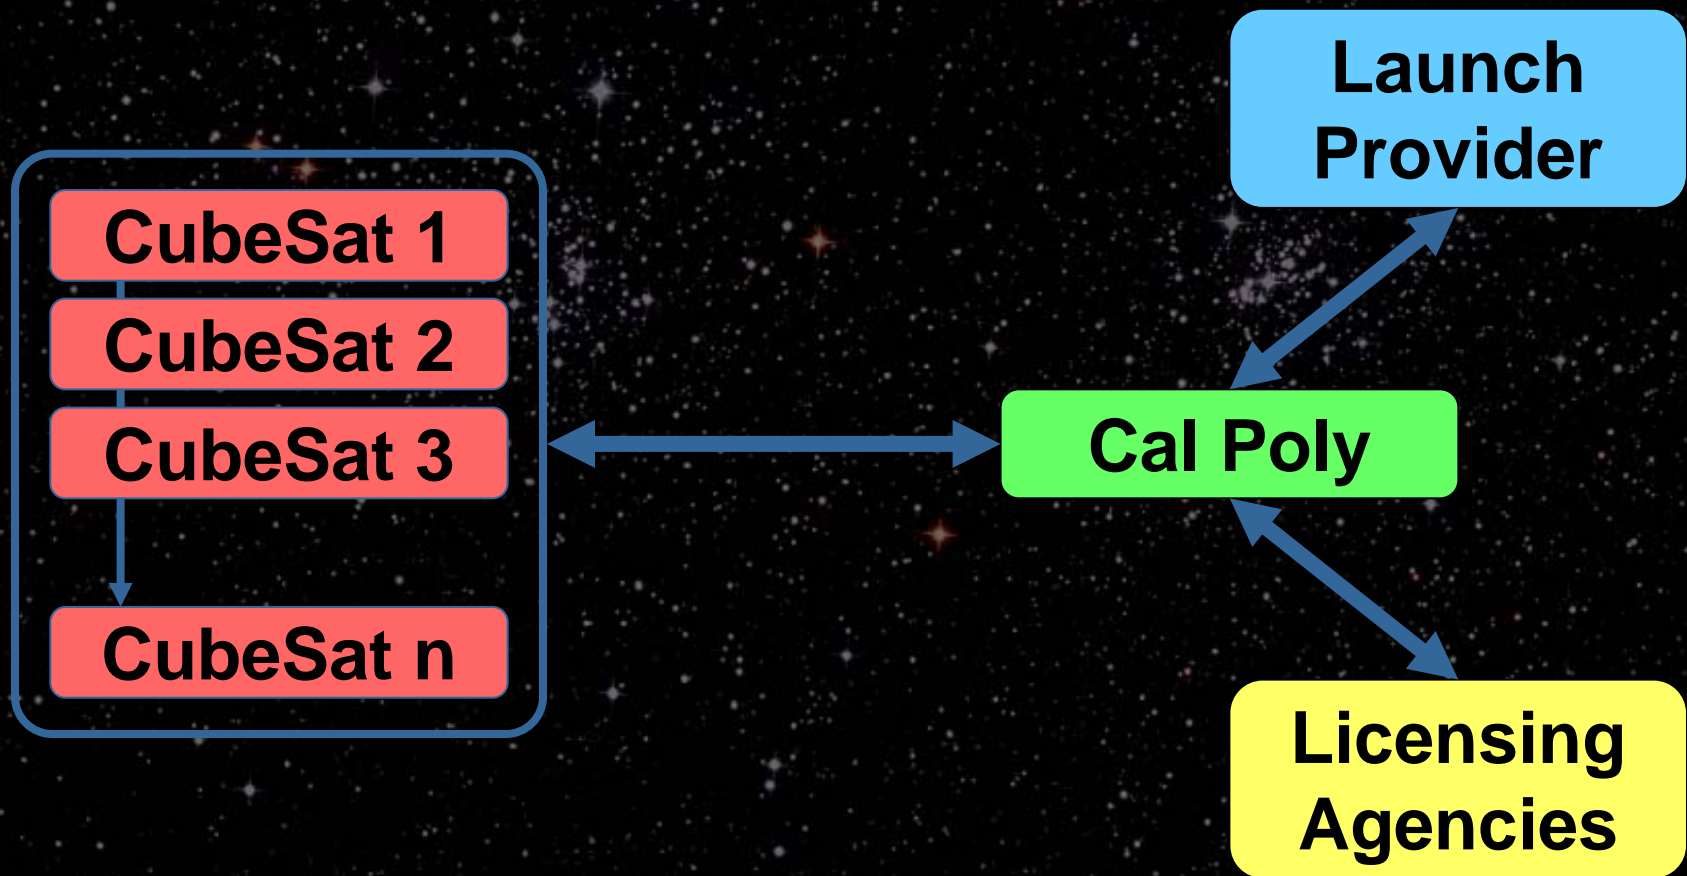 CubeSat 1
CubeSat 2
CubeSat 3
CubeSat n
Cal Poly
Launch
Provider
Licensing
Agencies